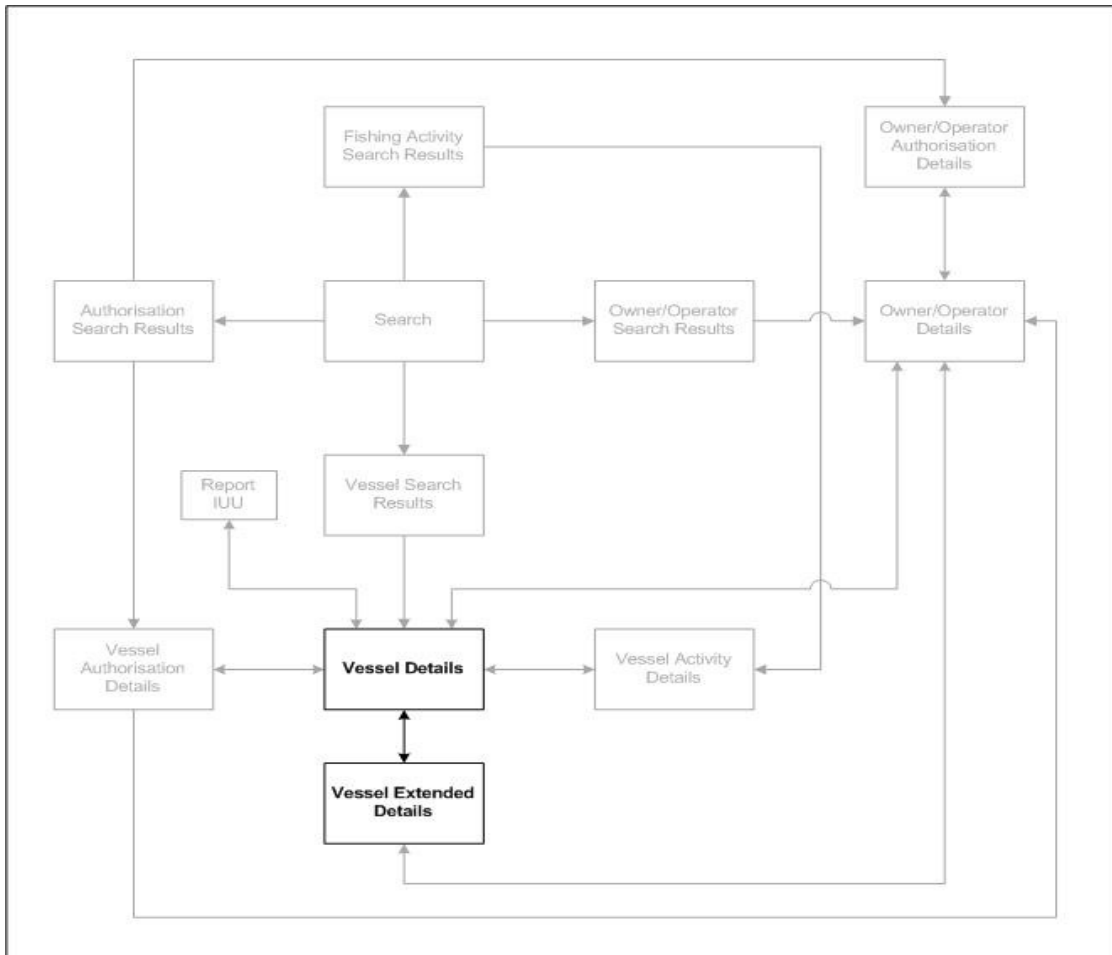 Fishing Activity
Search Results
Owner/Operator
Authorisation
Details
Authorisation
Search Results
Search
Owner/Operator
Search Results
Owner/Operator
Details
Report
IUU
Vessel Search
Results
Vessel
Authorisation
Details
Vessel Details
Vessel Activity
Details
Vessel Extended
Details